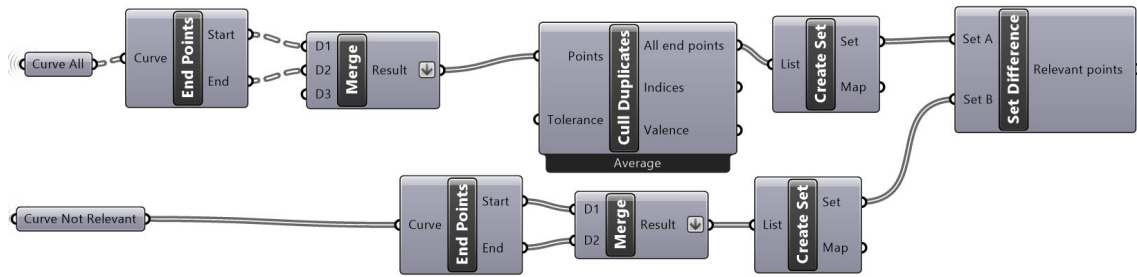 Curve All
Curve
End Points
Start
End
D1
D2
D3
Merge
Result
Points
Tolerance
Cull Duplicates
All end points
Indices
Valence
Average
List
Create Set
Set
Map
Set A
Set B
Set Difference
Relevant points
Curve Not Relevant
Curve
End Points
Start
End
D1
D2
Merge
Result
List
Create Set
Set
Map